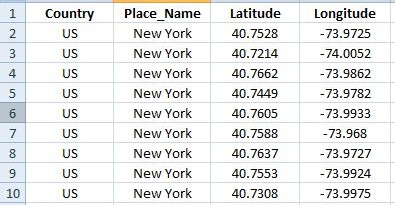 1 Country Place_Name Latitude Longitude
2 US New York 40.7528 -73.9725
3 US New York 40.7214 -74.0052
4 US New York 40.7662 -73.9862
5 US New York 40.7449 -73.9782
6 US New York 40.7605 -73.9933
7 US New York 40.7588 -73.968
8 US New York 40.7637 -73.9727
9 US New York 40.7553 -73.9924
10 US New York 40.7308 -73.9975